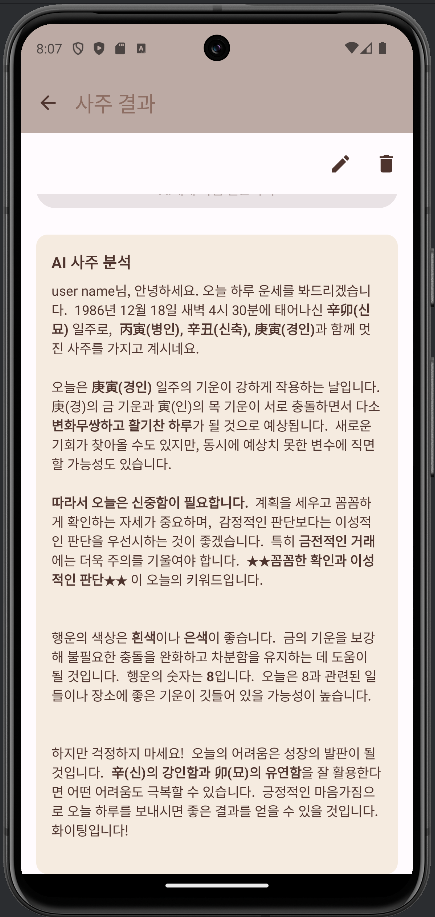 8:07
사주 결과
AI 사주 분석
user name님, 안녕하세요. 오늘 하루 운세를 봐드리겠습니
다. 1986년 12월 18일 새벽 4시 30분에 태어나신 辛卯(신
묘) 일주로, 丙寅(병인), 辛丑(신축), 庚寅(경인)과 함께 멋
진 사주를 가지고 계시네요.
오늘은 庚寅(경인) 일주의 기운이 강하게 작용하는 날입니다.
庚(경)의 금 기운과 寅(인)의 목 기운이 서로 충돌하면서 다소
변화무쌍하고 활기찬 하루가 될 것으로 예상됩니다. 새로운
기회가 찾아올 수도 있지만, 동시에 예상치 못한 변수에 직면
할 가능성도 있습니다.
따라서 오늘은 신중함이 필요합니다. 계획을 세우고 꼼꼼하
게 확인하는 자세가 중요하며, 감정적인 판단보다는 이성적
인 판단을 우선시하는 것이 좋겠습니다. 특히 금전적인 거래
에는 더욱 주의를 기울여야 합니다. ★★꼼꼼한 확인과 이성
적인 판단★★ 이 오늘의 키워드입니다.
행운의 색상은 흰색이나 은색이 좋습니다. 금의 기운을 보강
해 불필요한 충돌을 완화하고 차분함을 유지하는 데 도움이
될 것입니다. 행운의 숫자는 8입니다. 오늘은 8과 관련된 일
들이나 장소에 좋은 기운이 깃들어 있을 가능성이 높습니다.
하지만 걱정하지 마세요! 오늘의 어려움은 성장의 발판이 될
것입니다. 辛(신)의 강인함과 卯(묘)의 유연함을 잘 활용한다
면 어떤 어려움도 극복할 수 있습니다. 긍정적인 마음가짐으
로 오늘 하루를 보내시면 좋은 결과를 얻을 수 있을 것입니다.
화이팅입니다!